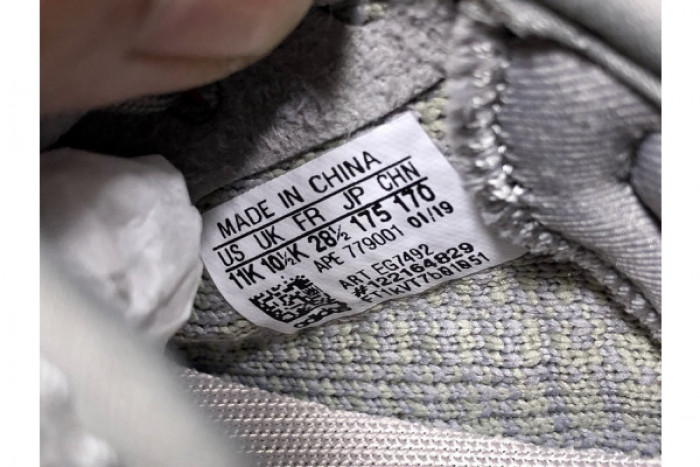 MADE IN CHINA
US UK FR JP CHN
11K 10½K 28½ 175 170
APE 779001 01/19
ART EG7492
#122164829